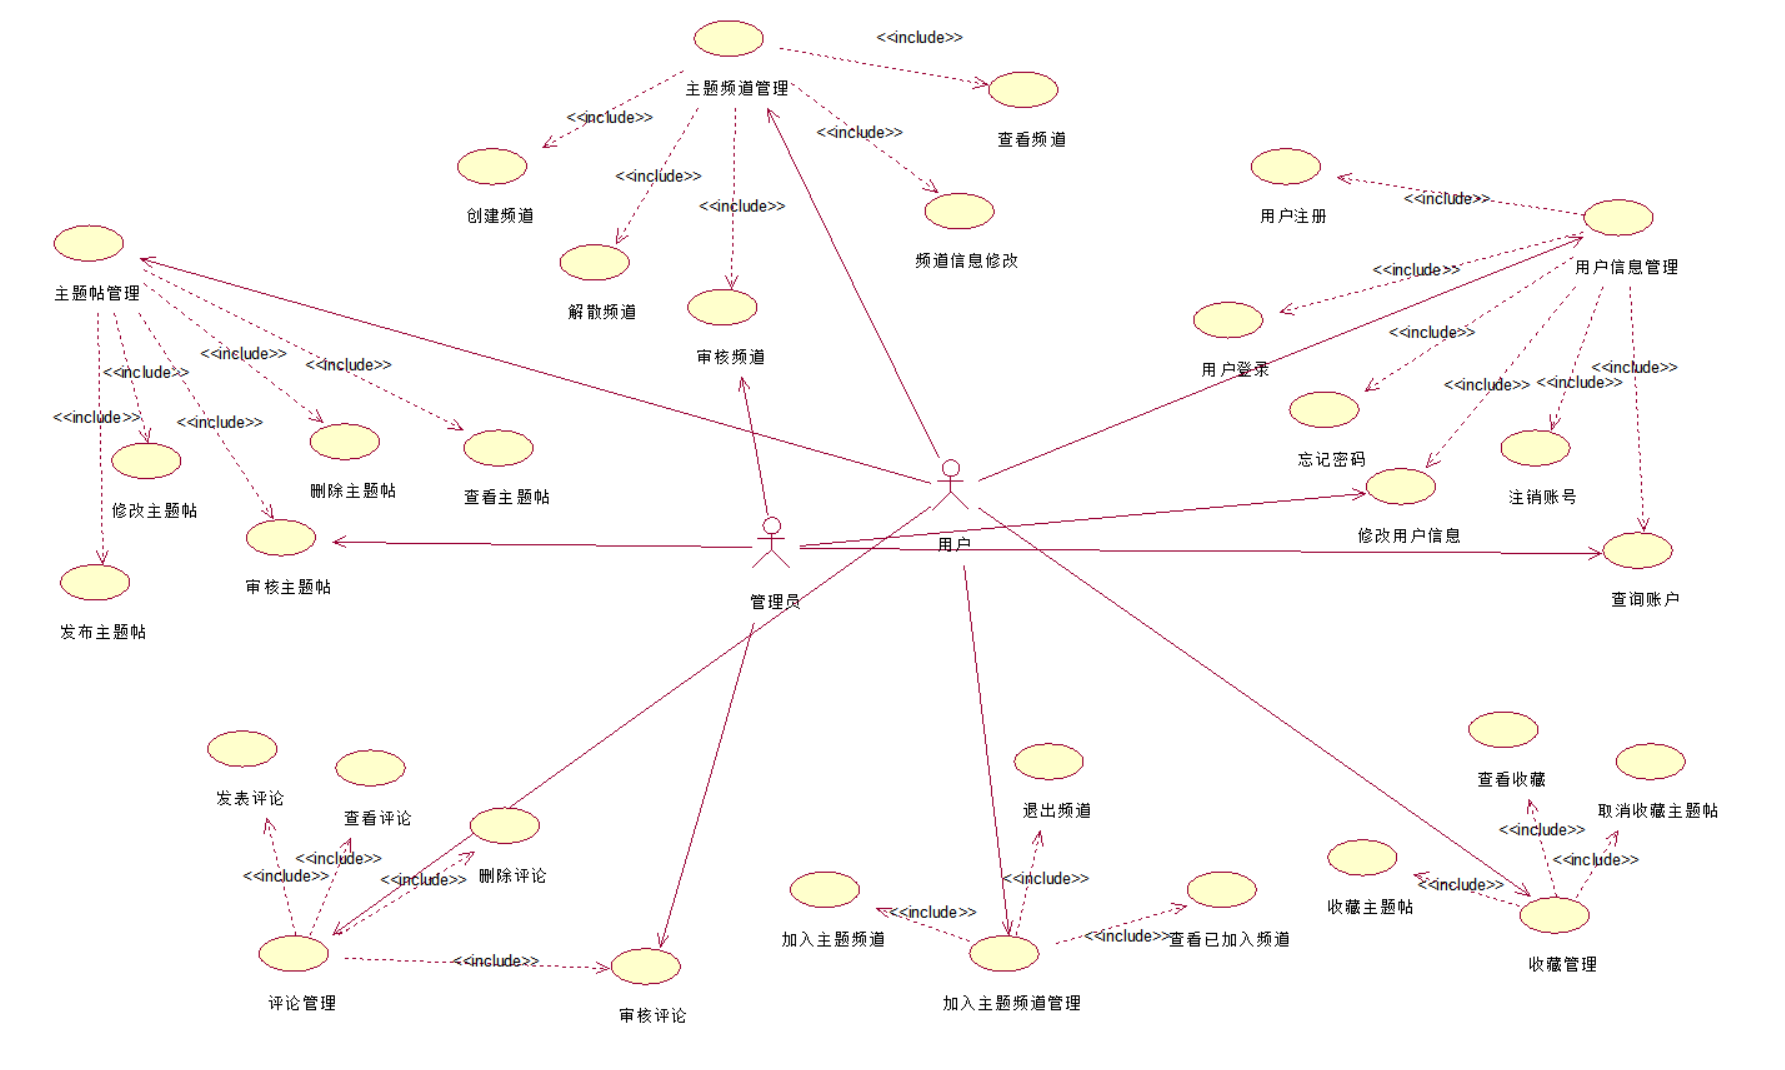 <<include>>
主题频道管理
<<include>>
查看频道
<<include>>
<<include>>
<<include>>
创建频道
<<include>>
用户注册
频道信息修改
用户信息管理
<<include>>
<<include>>
主题帖管理
解散频道
<<include>>
审核频道
用户登录
<<include>>
<<include>>
<<include>>
<<include>>
<<include>>
<<include>>
<<include>>
<<include>>
<<include>>
忘记密码
删除主题帖
查看主题帖
注销账号
修改主题帖
修改用户信息
用户
审核主题帖
管理员
查询账户
发布主题帖
查看收藏
发表评论
查看评论
退出频道
取消收藏主题帖
<<include>>
<<include>>
<<include>>
<<include>>
<<include>>
删除评论
<<include>>
<<include>>
收藏主题帖
<<include>>
加入主题频道
<<include>>
查看已加入频道
<<include>>
收藏管理
评论管理
审核评论
加入主题频道管理